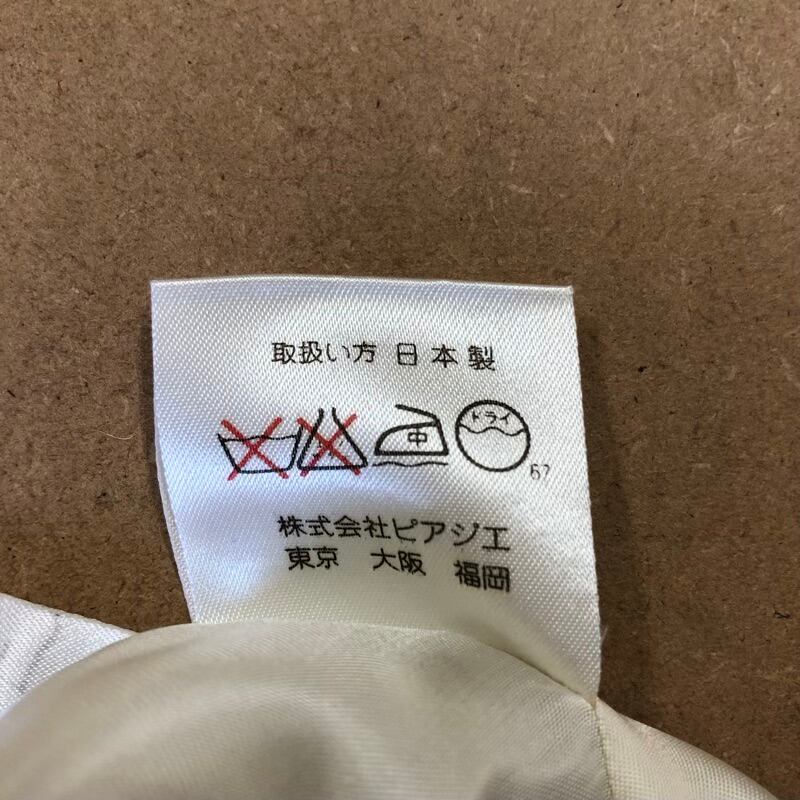 取扱い方 日本製
中 ドライ
67
株式会社ピアジエ
東京 大阪 福岡